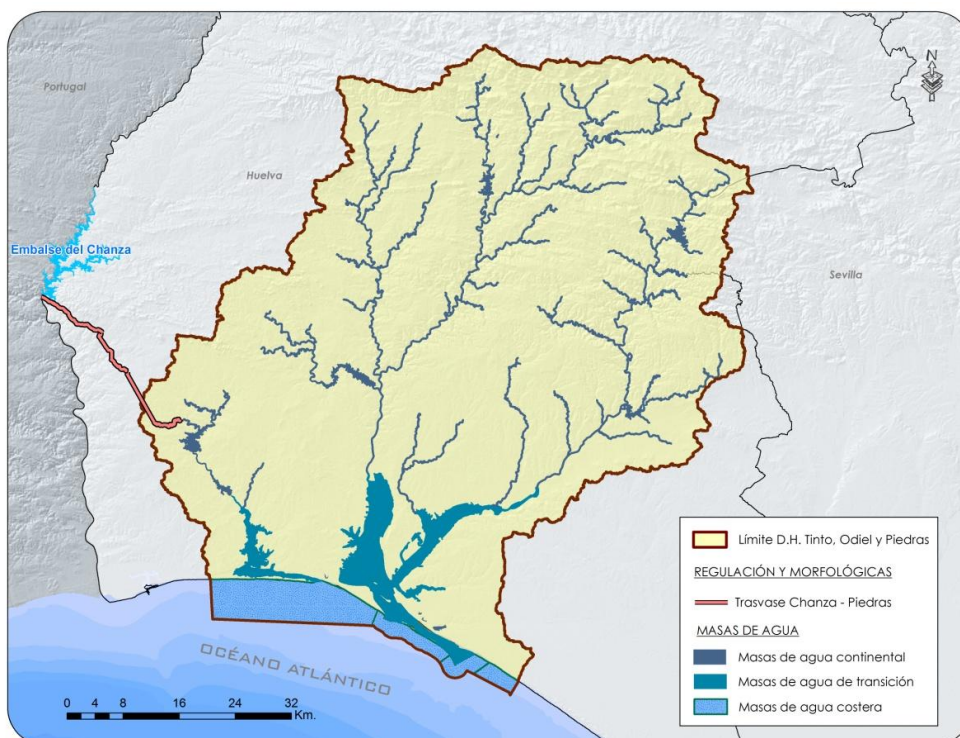 Portugal
N
Huelva
Embalse del Chanza
Sevilla
OCÉANO ATLÁNTICO
0 2 4 8 16 24 32
Km.
Límite D.H. Tinto, Odiel y Piedras
REGULACIÓN Y MORFOLÓGICAS
Trasvase Chanza - Piedras
MASAS DE AGUA
Masas de agua continental
Masas de agua de transición
Masas de agua costera